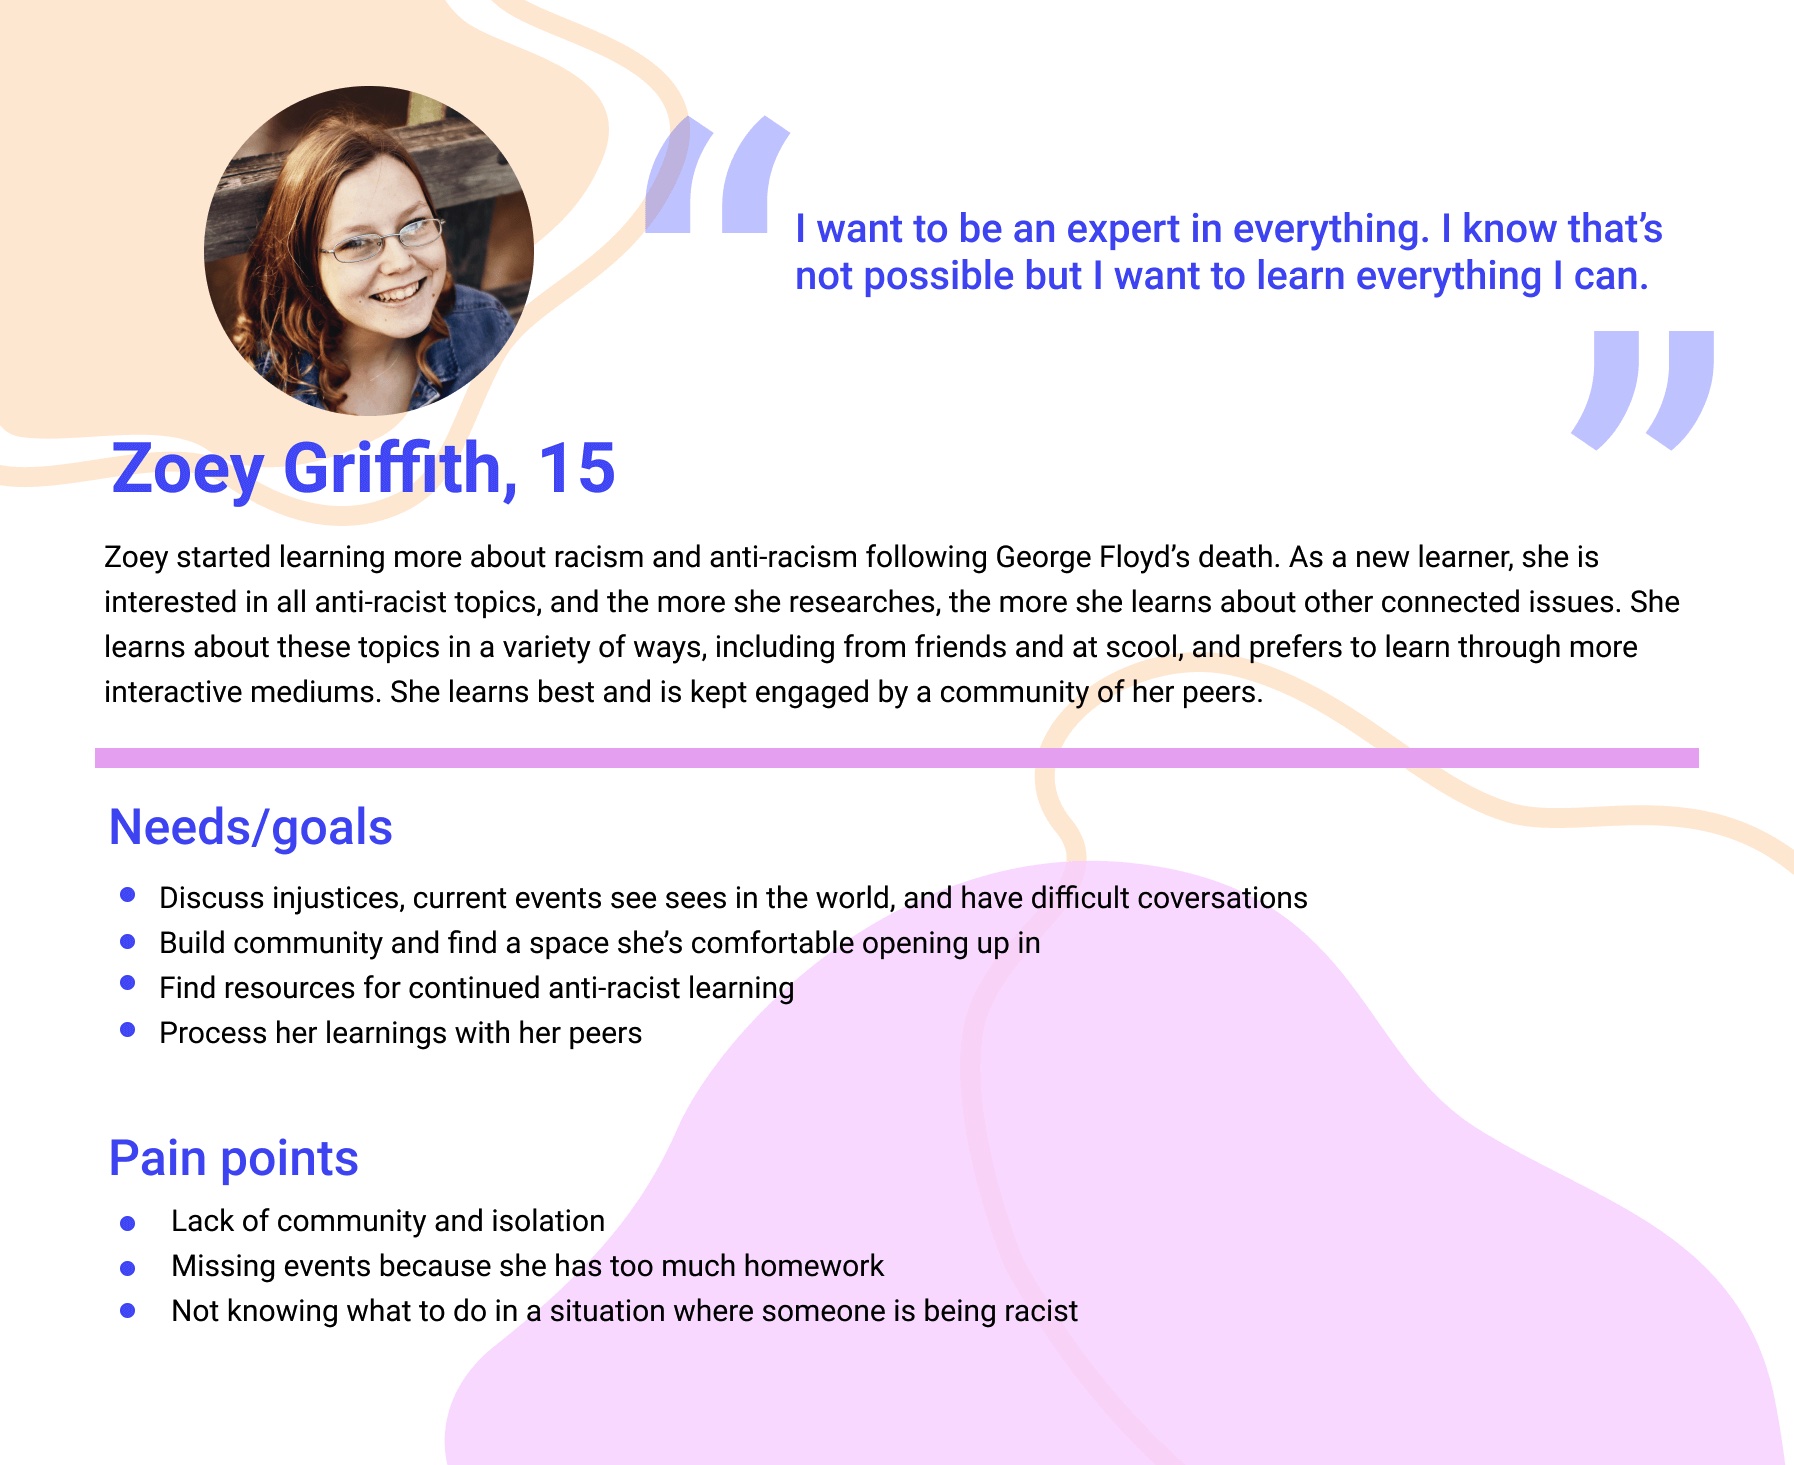 “
I want to be an expert in everything. I know that’s
not possible but I want to learn everything I can.
”
Zoey Griffith, 15
Zoey started learning more about racism and anti-racism following George Floyd’s death. As a new learner, she is
interested in all anti-racist topics, and the more she researches, the more she learns about other connected issues. She
learns about these topics in a variety of ways, including from friends and at scool, and prefers to learn through more
interactive mediums. She learns best and is kept engaged by a community of her peers.
Needs/goals
● Discuss injustices, current events see sees in the world, and have difficult coversations
● Build community and find a space she’s comfortable opening up in
● Find resources for continued anti-racist learning
● Process her learnings with her peers
Pain points
● Lack of community and isolation
● Missing events because she has too much homework
● Not knowing what to do in a situation where someone is being racist